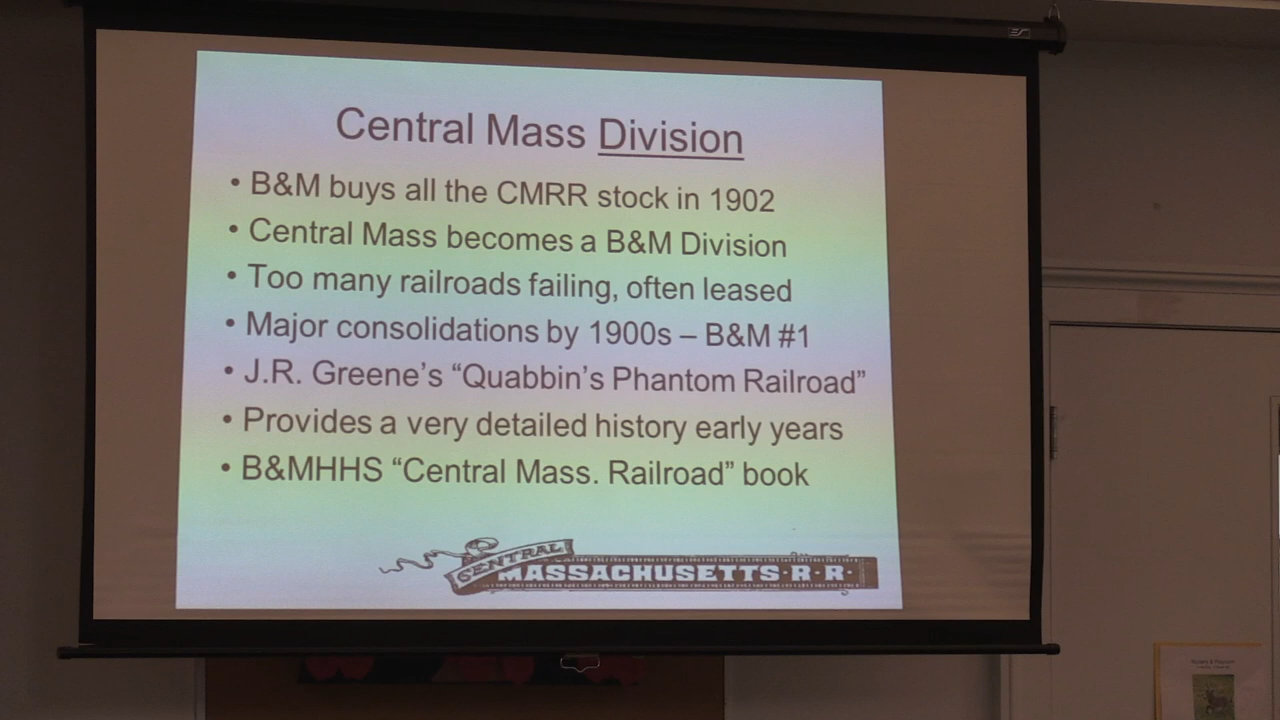 Central Mass Division
• B&M buys all the CMRR stock in 1902
• Central Mass becomes a B&M Division
• Too many railroads failing, often leased
• Major consolidations by 1900s – B&M #1
• J.R. Greene's “Quabbin's Phantom Railroad”
• Provides a very detailed history early years
• B&MHHS “Central Mass. Railroad” book
CENTRAL
MASSACHUSETTS·R·R·